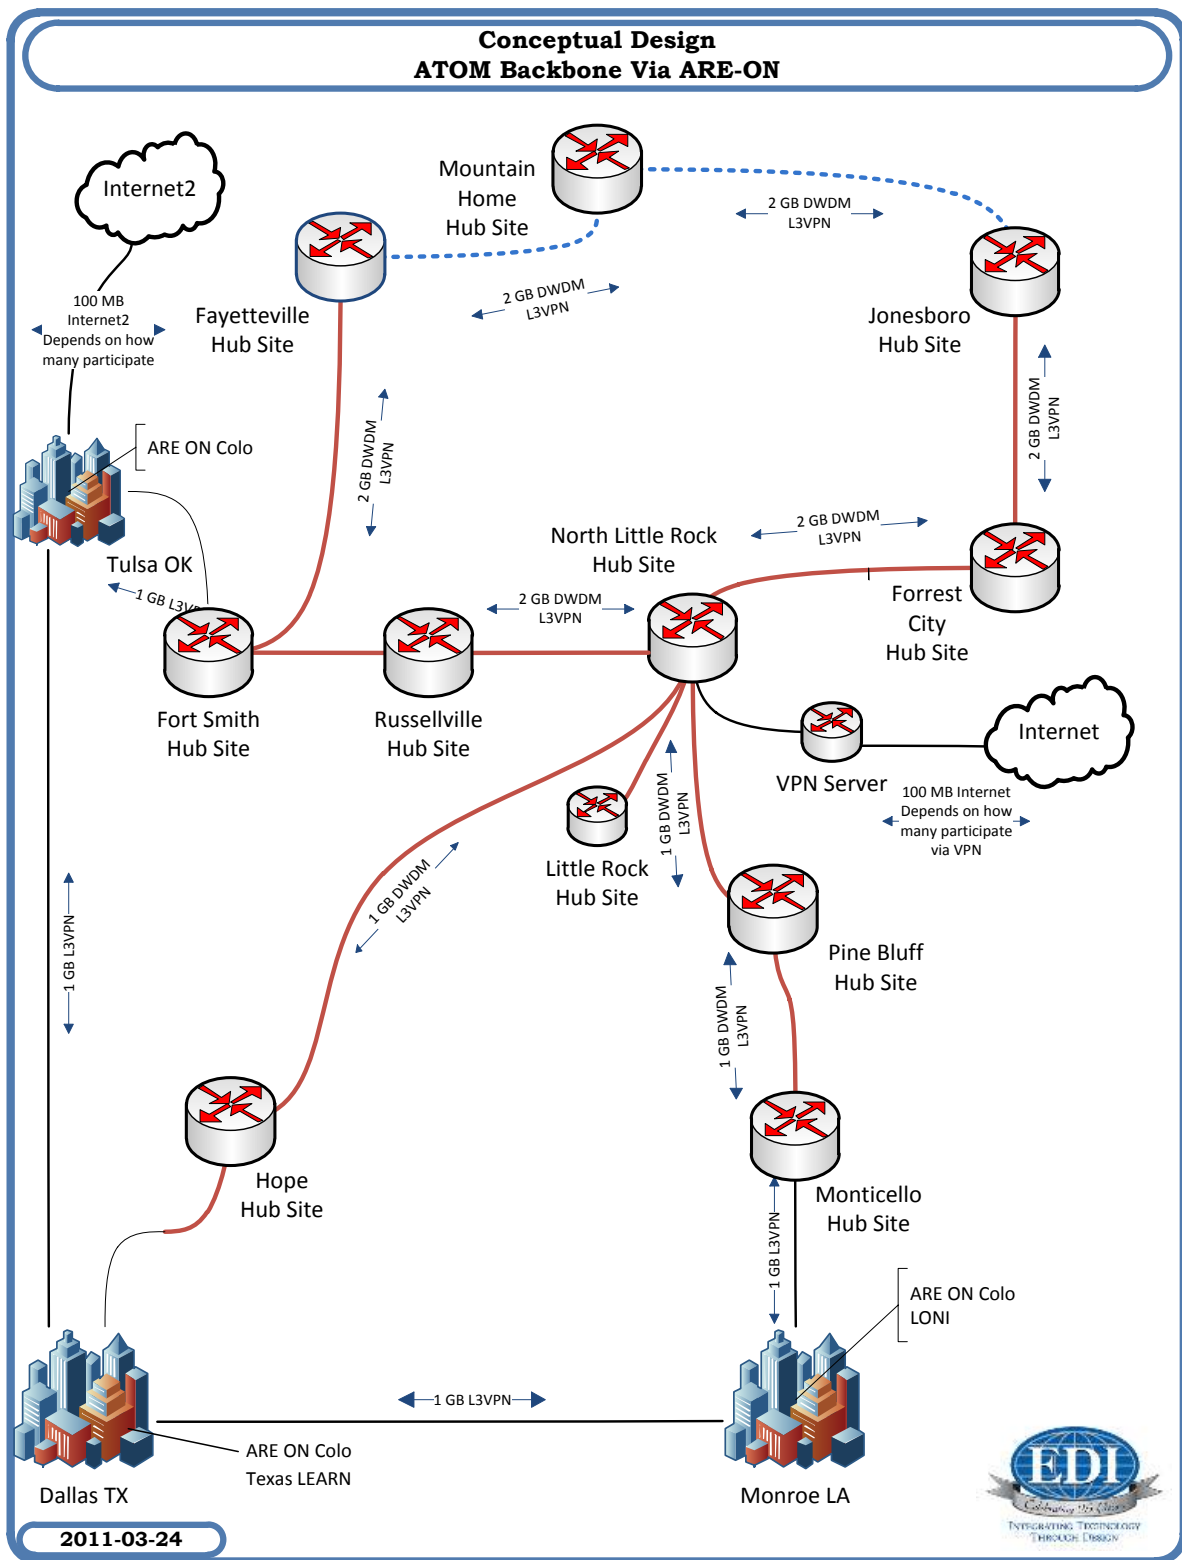 Conceptual Design
ATOM Backbone Via ARE-ON
Internet2
Mountain
Home
Hub Site
2 GB DWDM
L3VPN
100 MB
Internet2
Depends on how
many participate
Fayetteville
Hub Site
2 GB DWDM
L3VPN
Jonesboro
Hub Site
2 GB DWDM
L3VPN
ARE ON Colo
2 GB DWDM
L3VPN
North Little Rock
Hub Site
2 GB DWDM
L3VPN
Tulsa OK
1 GB L3VPN
2 GB DWDM
L3VPN
Forrest
City
Hub Site
Fort Smith
Hub Site
Russellville
Hub Site
Internet
VPN Server
1 GB DWDM
L3VPN
100 MB Internet
Depends on how
many participate
via VPN
Little Rock
Hub Site
1 GB DWDM
L3VPN
1 GB L3VPN
Pine Bluff
Hub Site
1 GB DWDM
L3VPN
Hope
Hub Site
Monticello
Hub Site
1 GB L3VPN
ARE ON Colo
LONI
1 GB L3VPN
ARE ON Colo
Texas LEARN
Dallas TX
Monroe LA
EDI
INTEGRATING TECHNOLOGY
THROUGH DESIGN
2011-03-24